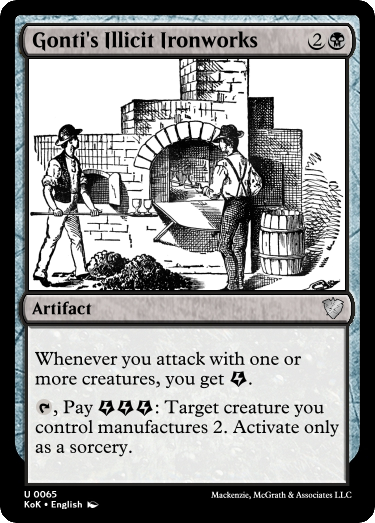 Gonti's Illicit Ironworks 2
Artifact
Whenever you attack with one or
more creatures, you get .
, Pay : Target creature you
control manufactures 2. Activate only
as a sorcery.
U 0065
KoK • English
Mackenzie, McGrath & Associates LLC